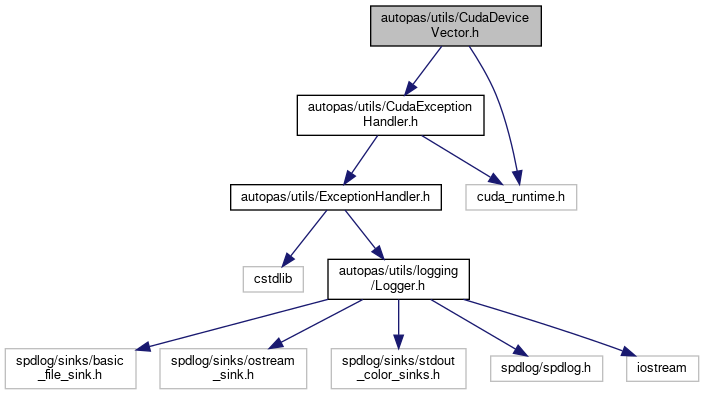 autopas/utils/CudaDevice
Vector.h
autopas/utils/CudaException
Handler.h
autopas/utils/ExceptionHandler.h
cuda_runtime.h
cstdlib
autopas/utils/logging
/Logger.h
spdlog/sinks/basic
_file_sink.h
spdlog/sinks/ostream
_sink.h
spdlog/sinks/stdout
_color_sinks.h
spdlog/spdlog.h
iostream